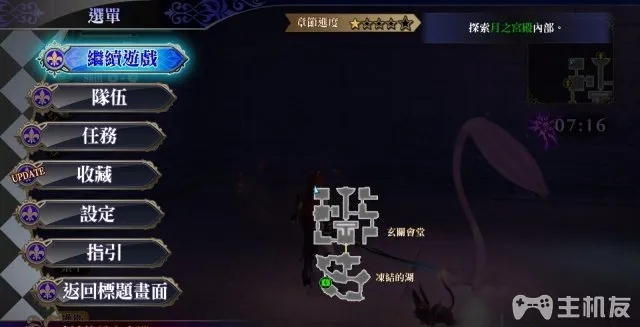 選單
章節進度
探索月之宮殿內部。
繼續遊戲
隊伍
任務
UPDATE
收藏
設定
指引
返回標題畫面
07:16
玄關會堂
凍結的湖
主机友